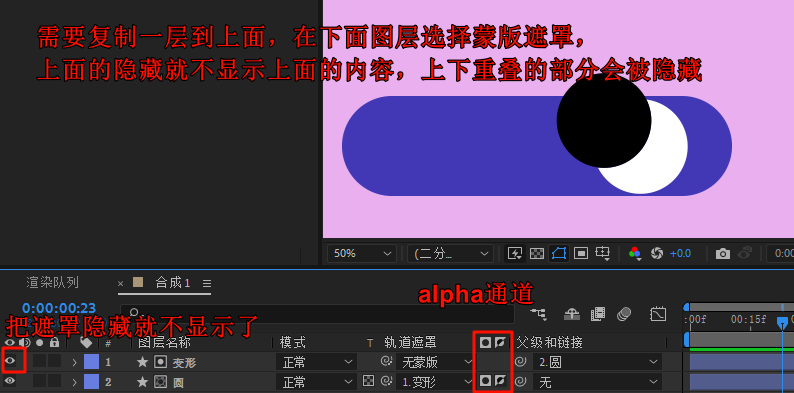 需要复制一层到上面，在下面图层选择蒙版遮罩，
上面的隐藏就不显示上面的内容，上下重叠的部分会被隐藏
50%
(二分...
+0.0
0:00
渲染队列
× 合成1 ≡
alpha通道
0:00:00:23
把遮罩隐藏就不显示了
:00f 00:15f
# 图层名称 模式 T 轨道遮罩 父级和链接
1 变形 正常 无蒙版 2.圆
2 圆 正常 1.变形 无